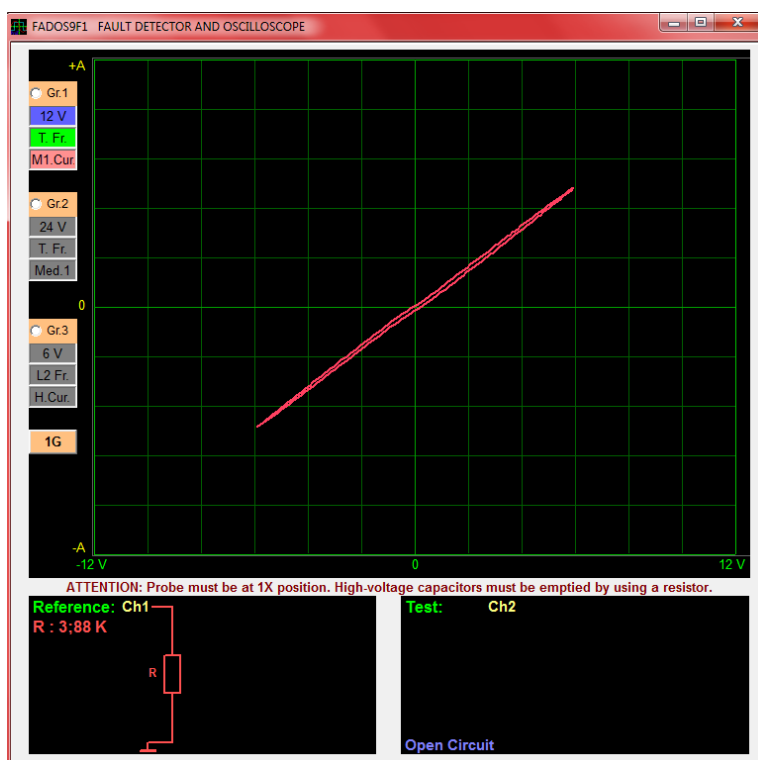 FADOS9F1 FAULT DETECTOR AND OSCILLOSCOPE
+A
Gr.1
12 V
T. Fr.
M1.Cur
Gr.2
24 V
T. Fr.
Med.1
0
Gr.3
6 V
L2 Fr.
H.Cur.
1G
-A
-12 V 0 12 V
ATTENTION: Probe must be at 1X position. High-voltage capacitors must be emptied by using a resistor.
Reference: Ch1
R : 3;88 K
R
Test: Ch2
Open Circuit